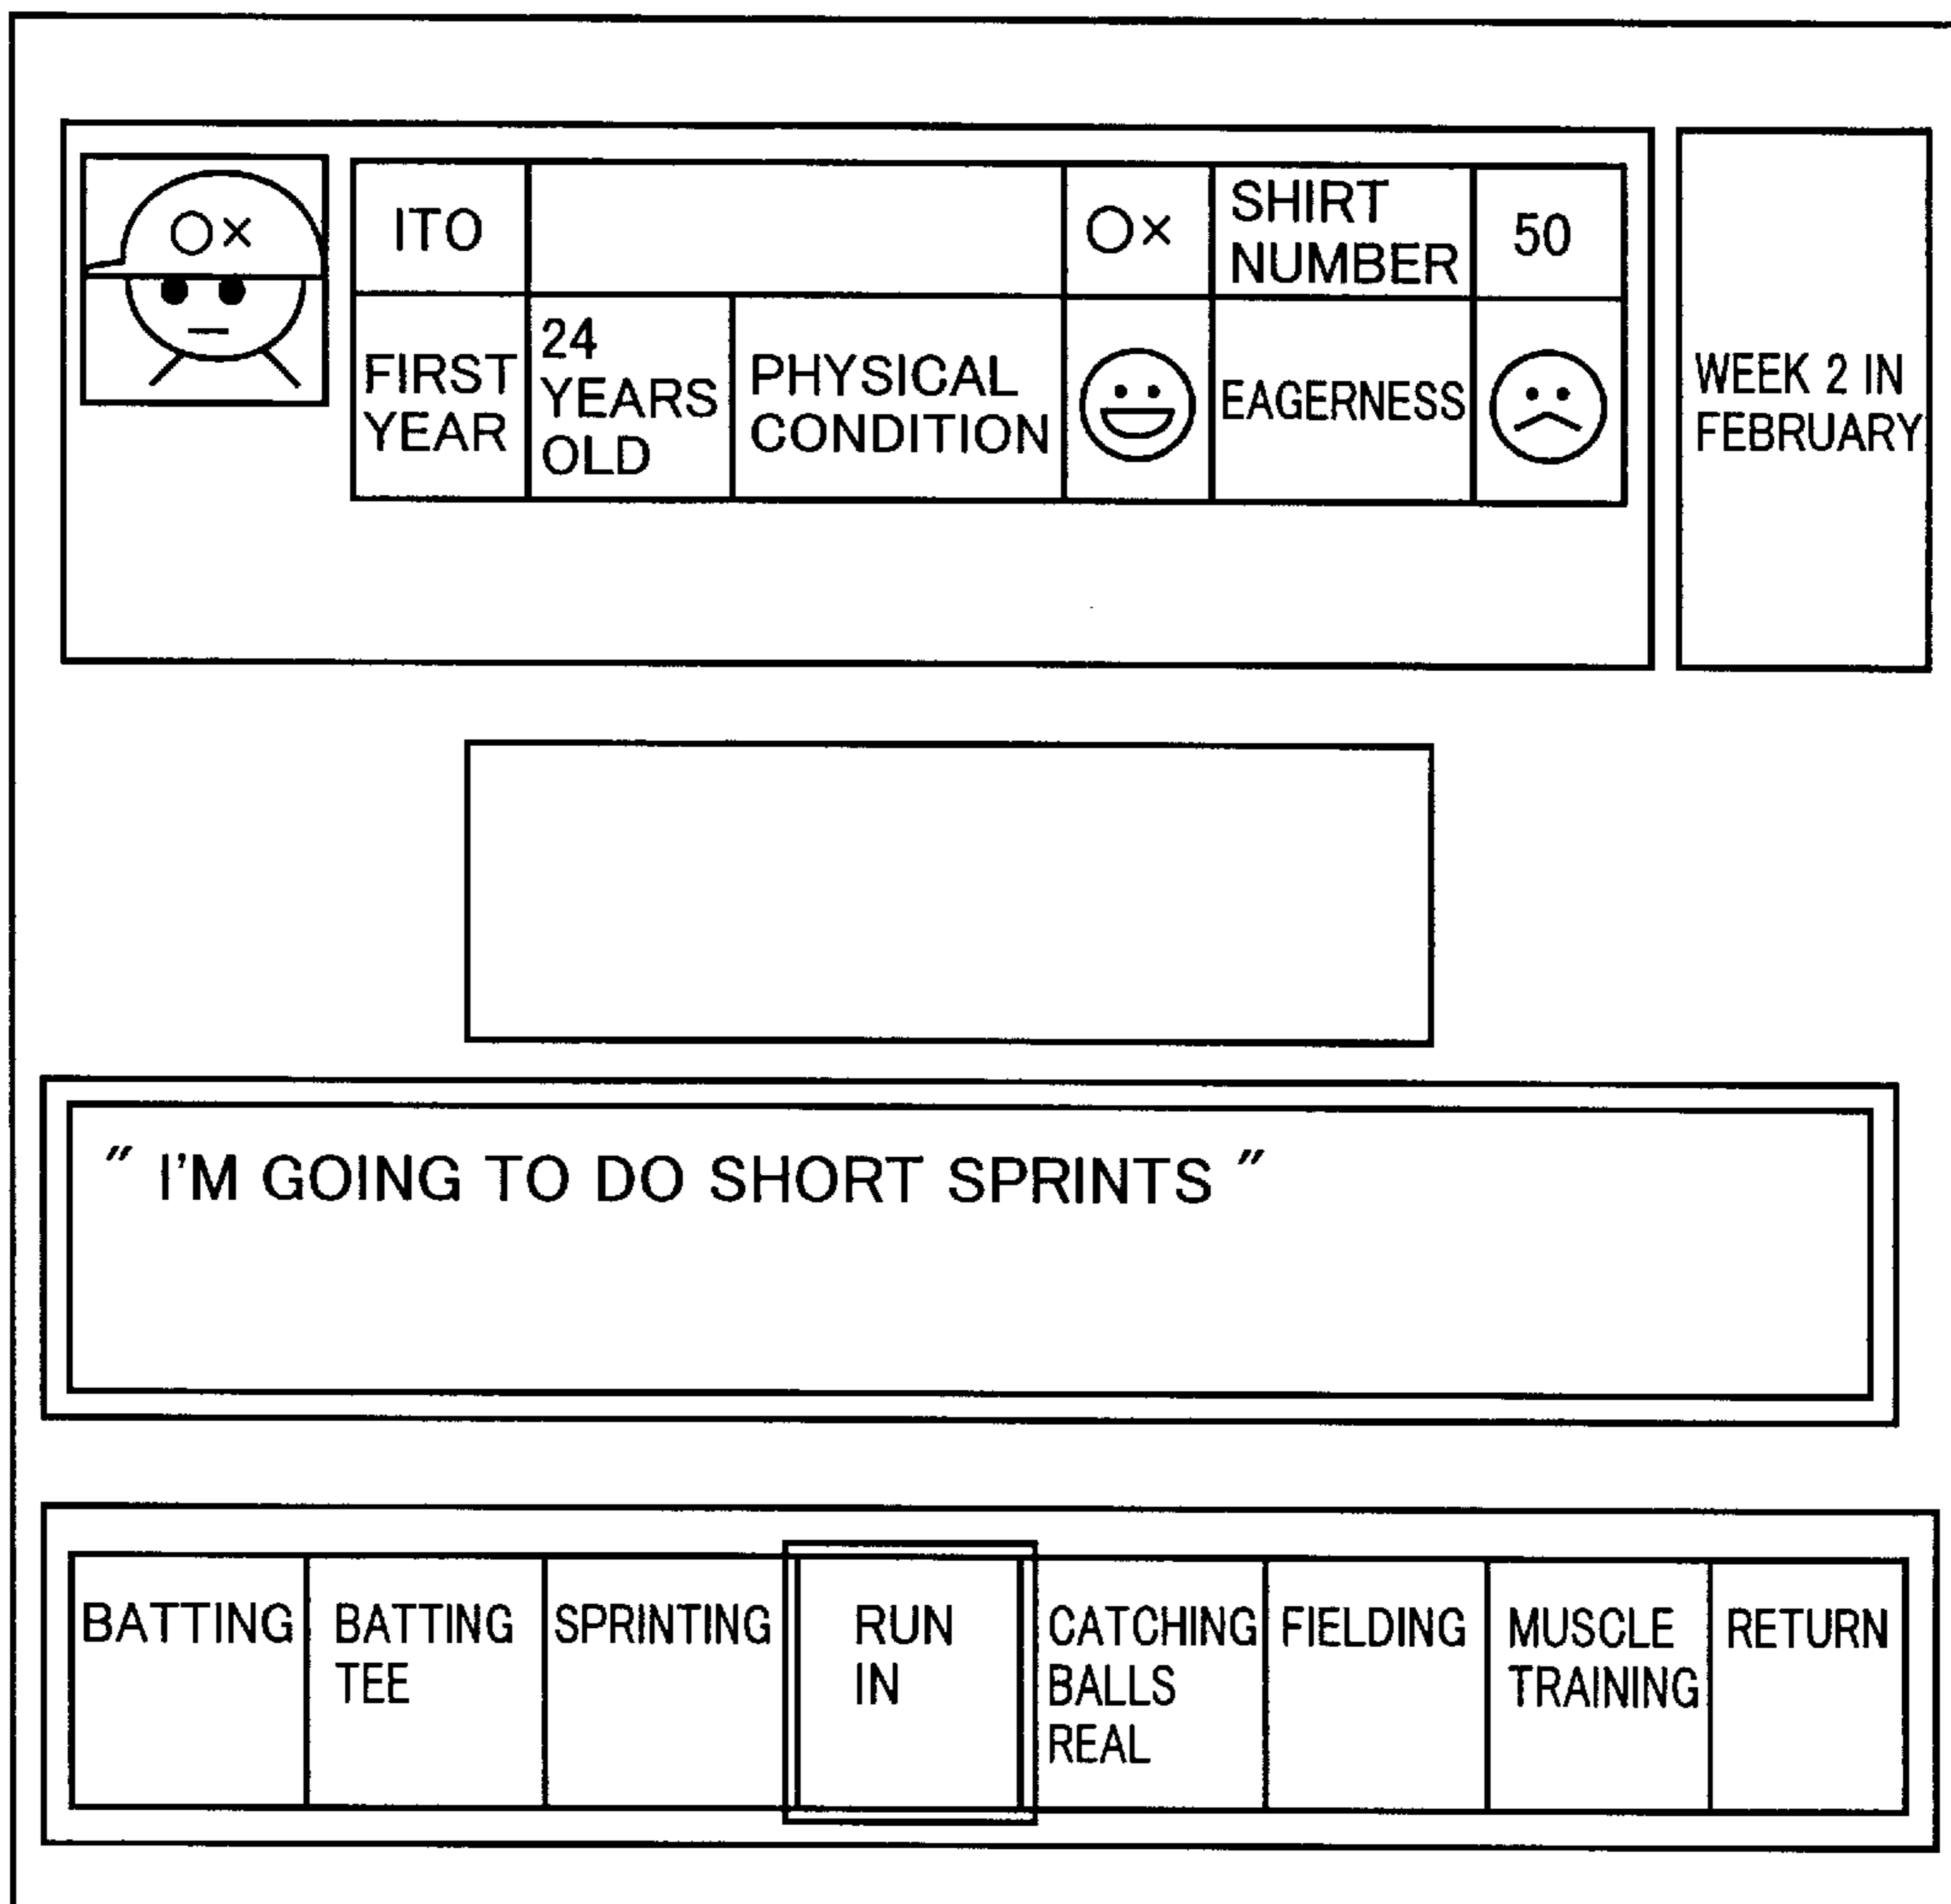 ○×
ITO
○×
SHIRT
NUMBER
50
FIRST
YEAR
24
YEARS
OLD
PHYSICAL
CONDITION
EAGERNESS
WEEK 2 IN
FEBRUARY
" I'M GOING TO DO SHORT SPRINTS "
BATTING
BATTING
TEE
SPRINTING
RUN
IN
CATCHING
BALLS
REAL
FIELDING
MUSCLE
TRAINING
RETURN